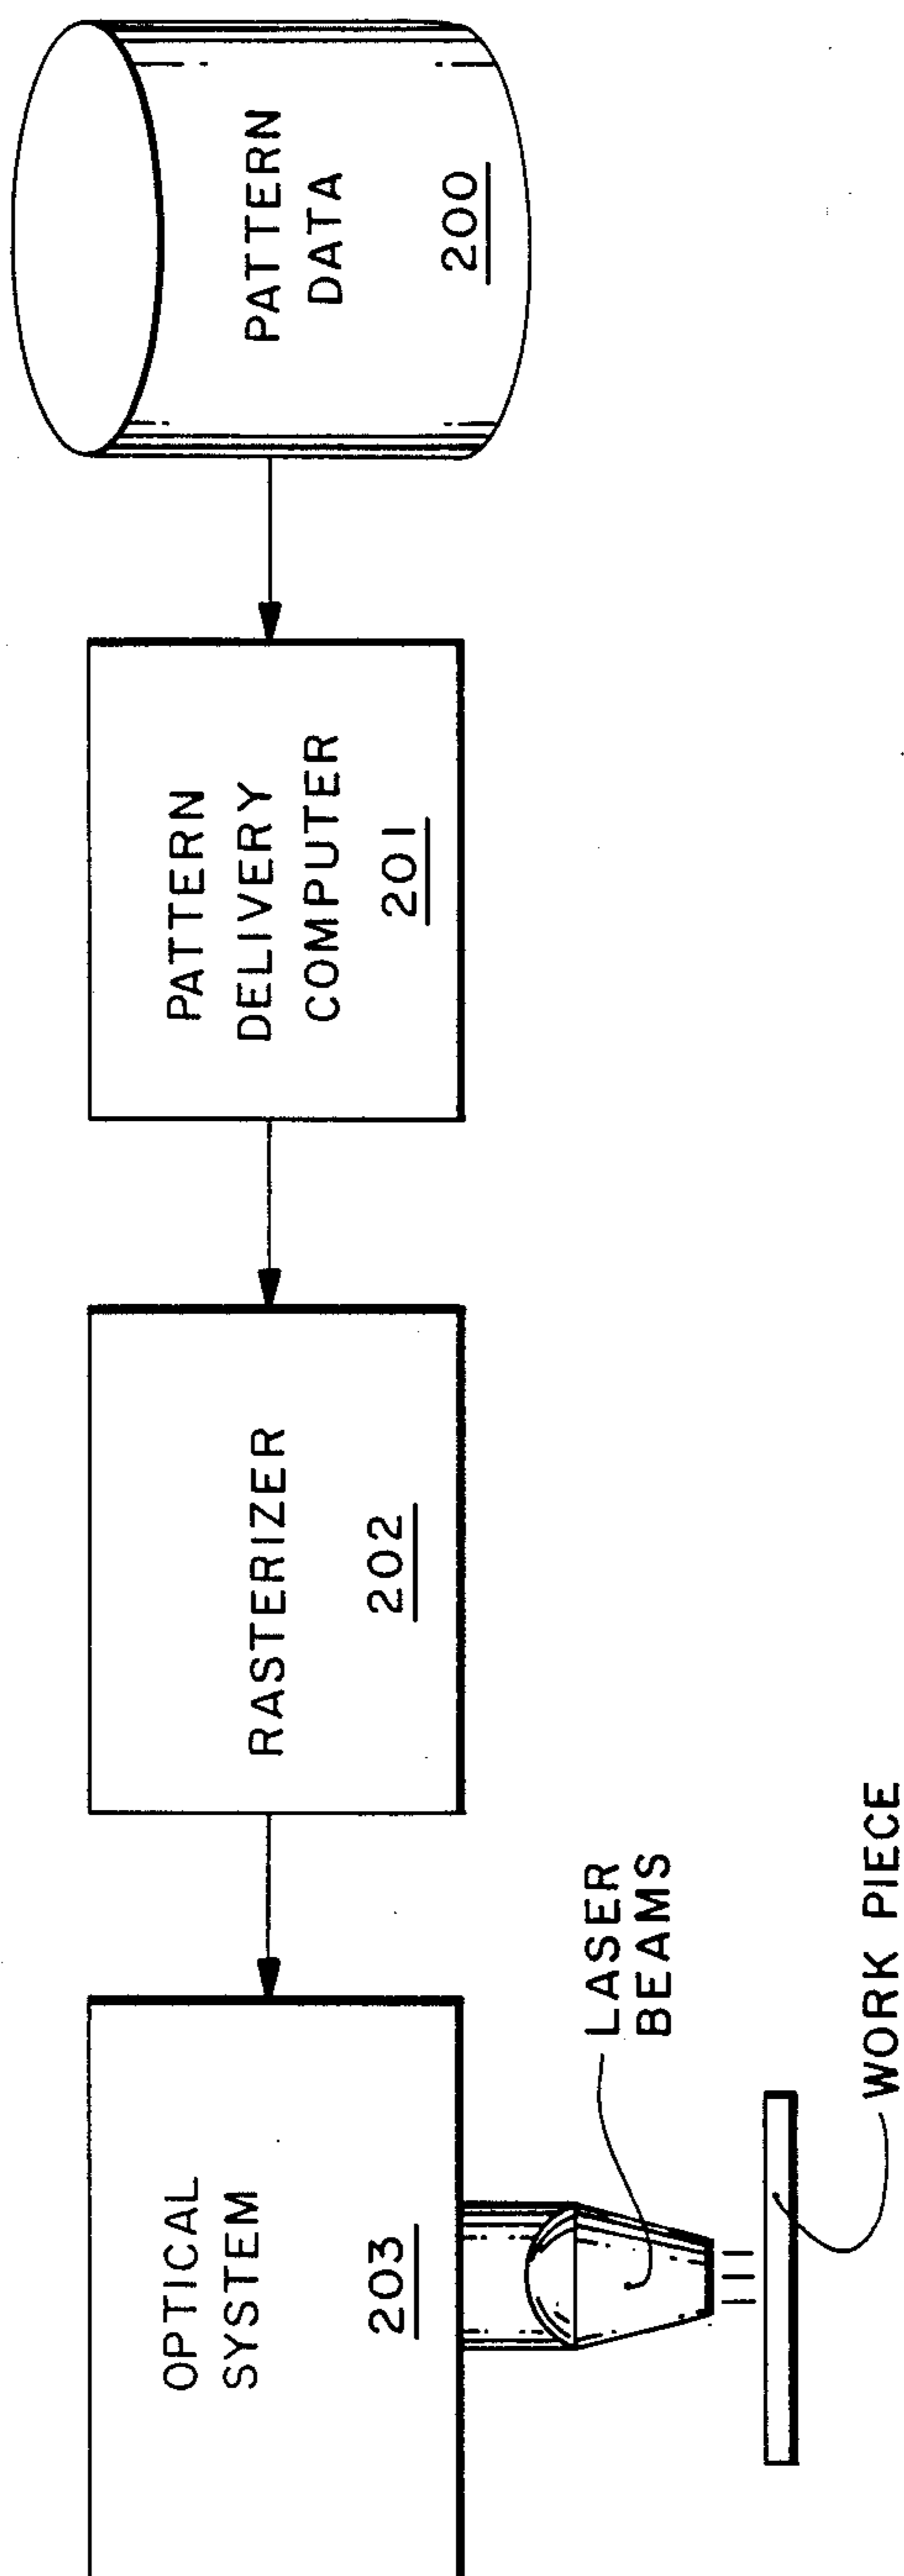 PATTERN
DATA
200
PATTERN
DELIVERY
COMPUTER
201
RASTERIZER
202
OPTICAL
SYSTEM
203
LASER
BEAMS
WORK PIECE